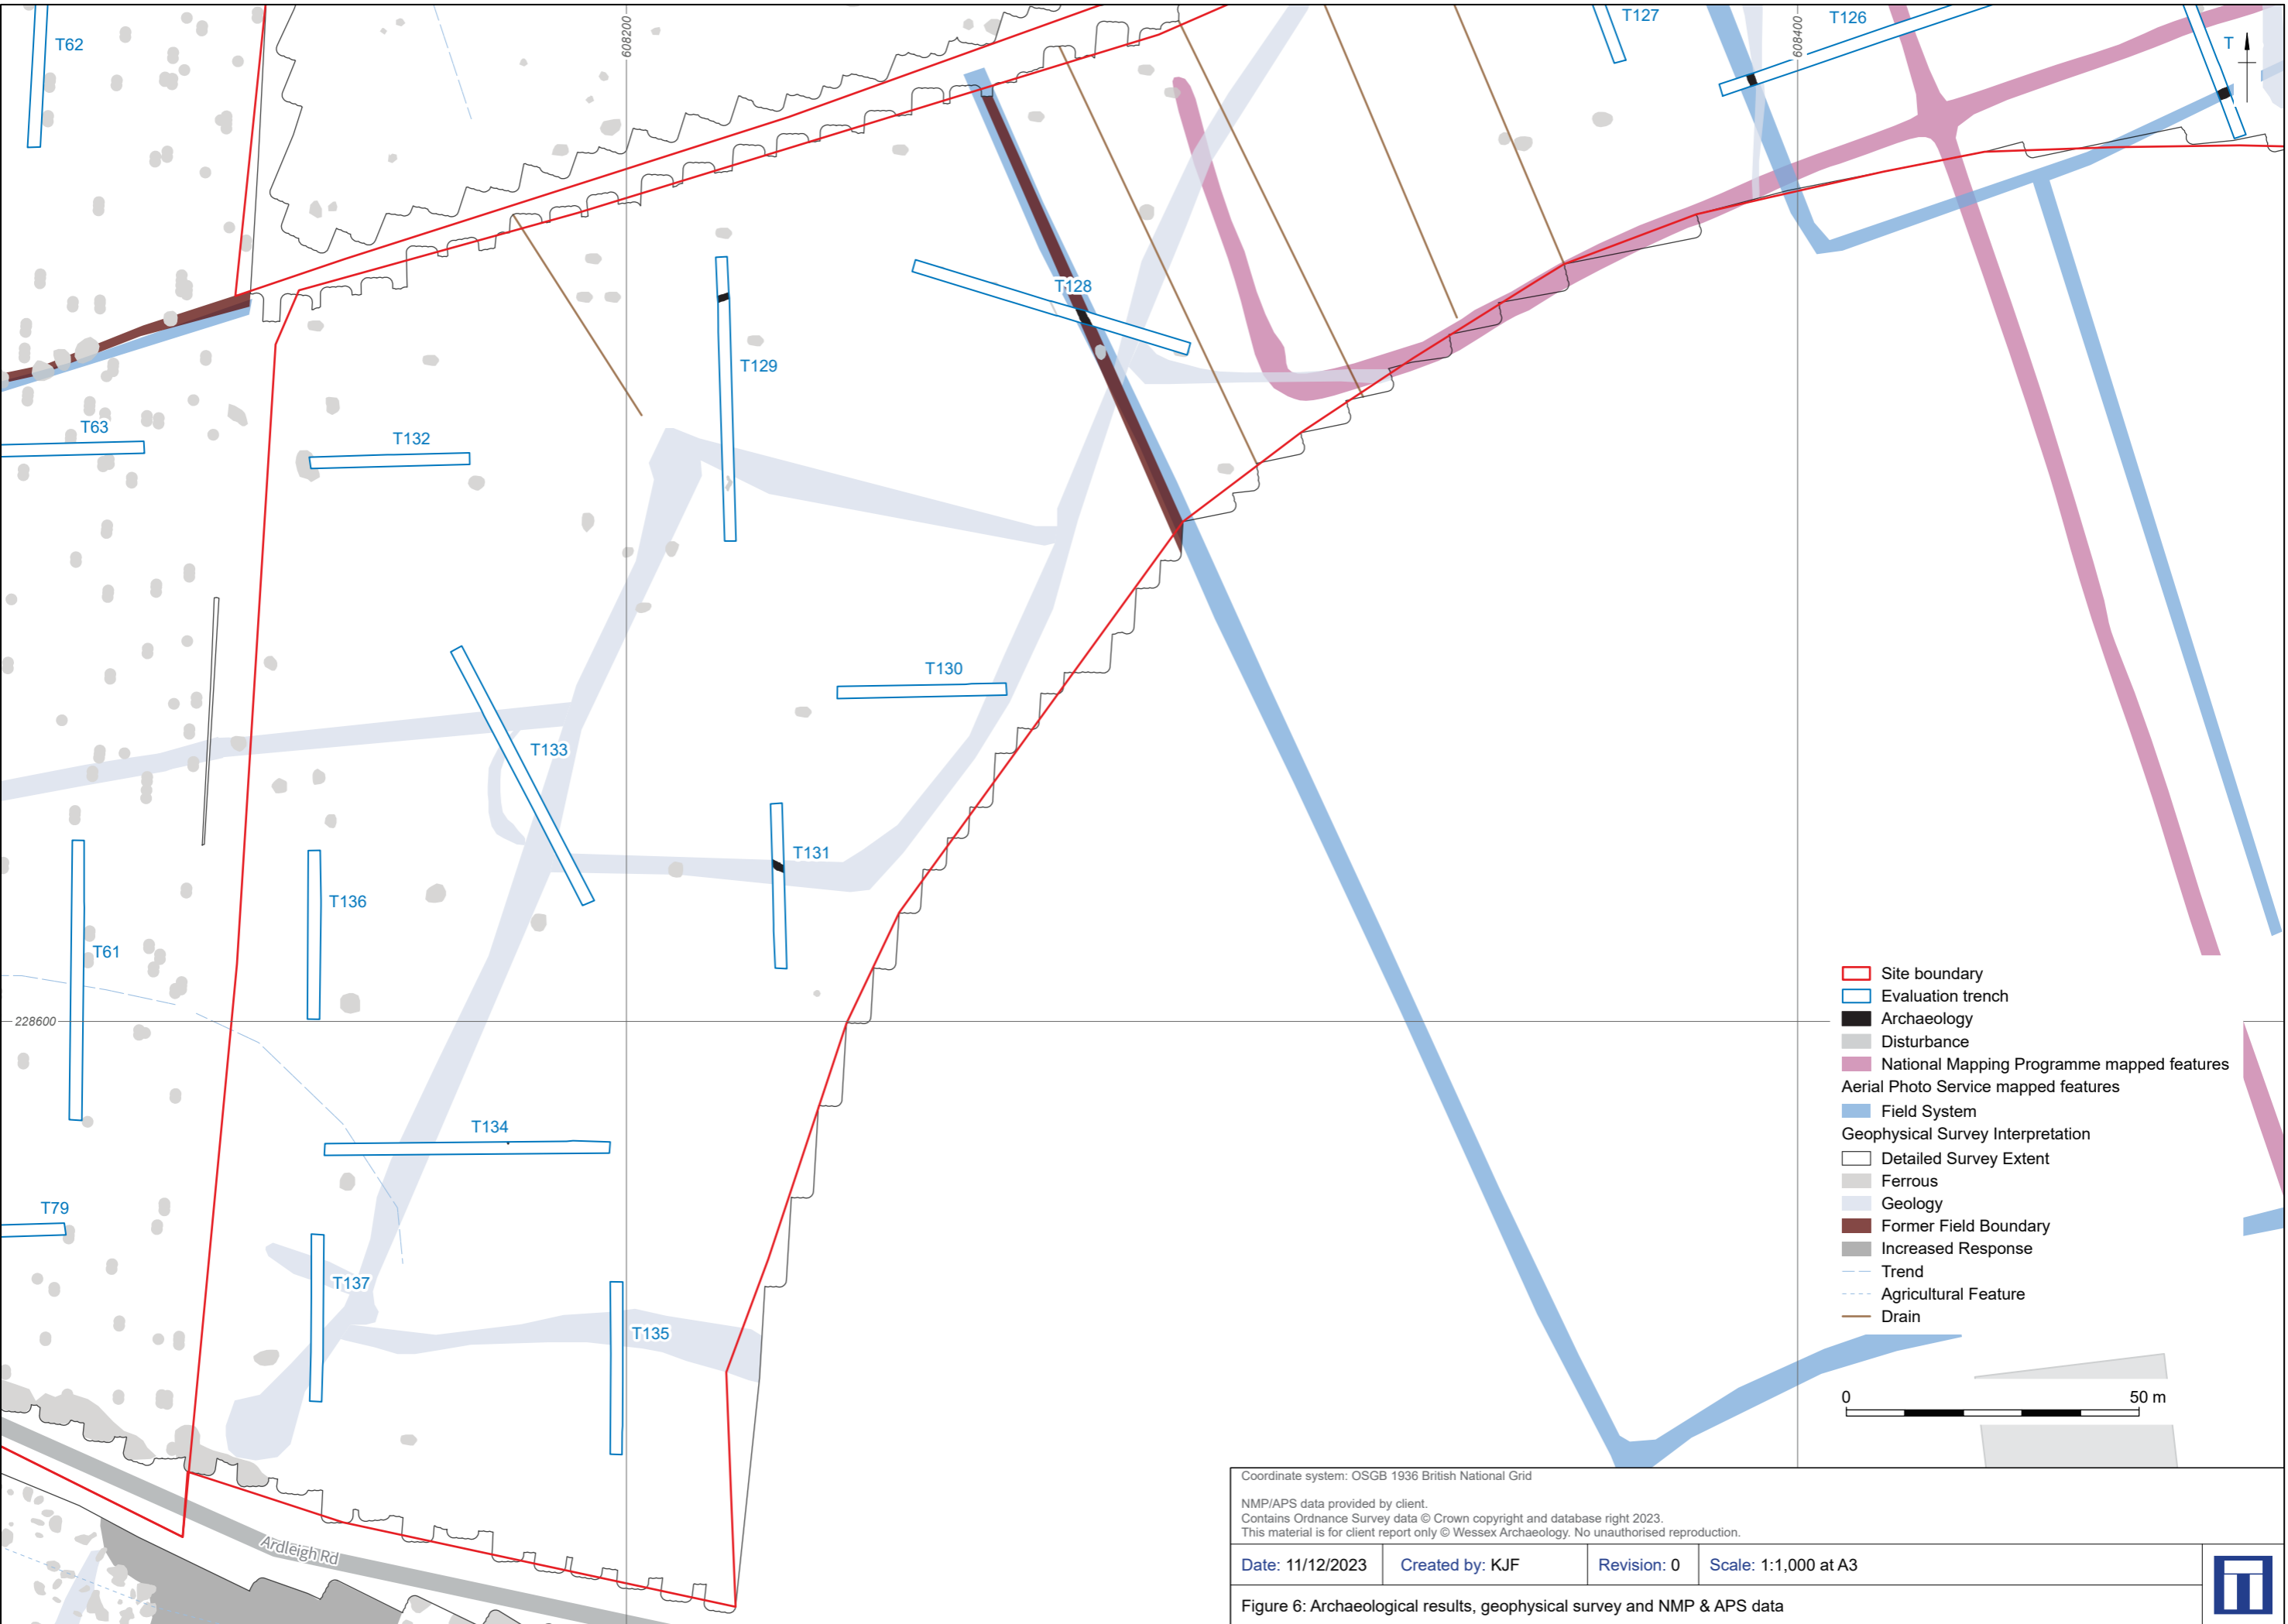 T62
608200
T127
608400
T126
T
T128
T129
T63
T132
T130
T133
T131
T136
T61
228600
T134
T79
T137
T135
Ardleigh Rd
Site boundary
Evaluation trench
Archaeology
Disturbance
National Mapping Programme mapped features
Aerial Photo Service mapped features
Field System
Geophysical Survey Interpretation
Detailed Survey Extent
Ferrous
Geology
Former Field Boundary
Increased Response
Trend
Agricultural Feature
Drain
0 50 m
Coordinate system: OSGB 1936 British National Grid
NMP/APS data provided by client.
Contains Ordnance Survey data © Crown copyright and database right 2023.
This material is for client report only © Wessex Archaeology. No unauthorised reproduction.
Date: 11/12/2023 Created by: KJF Revision: 0 Scale: 1:1,000 at A3
Figure 6: Archaeological results, geophysical survey and NMP & APS data